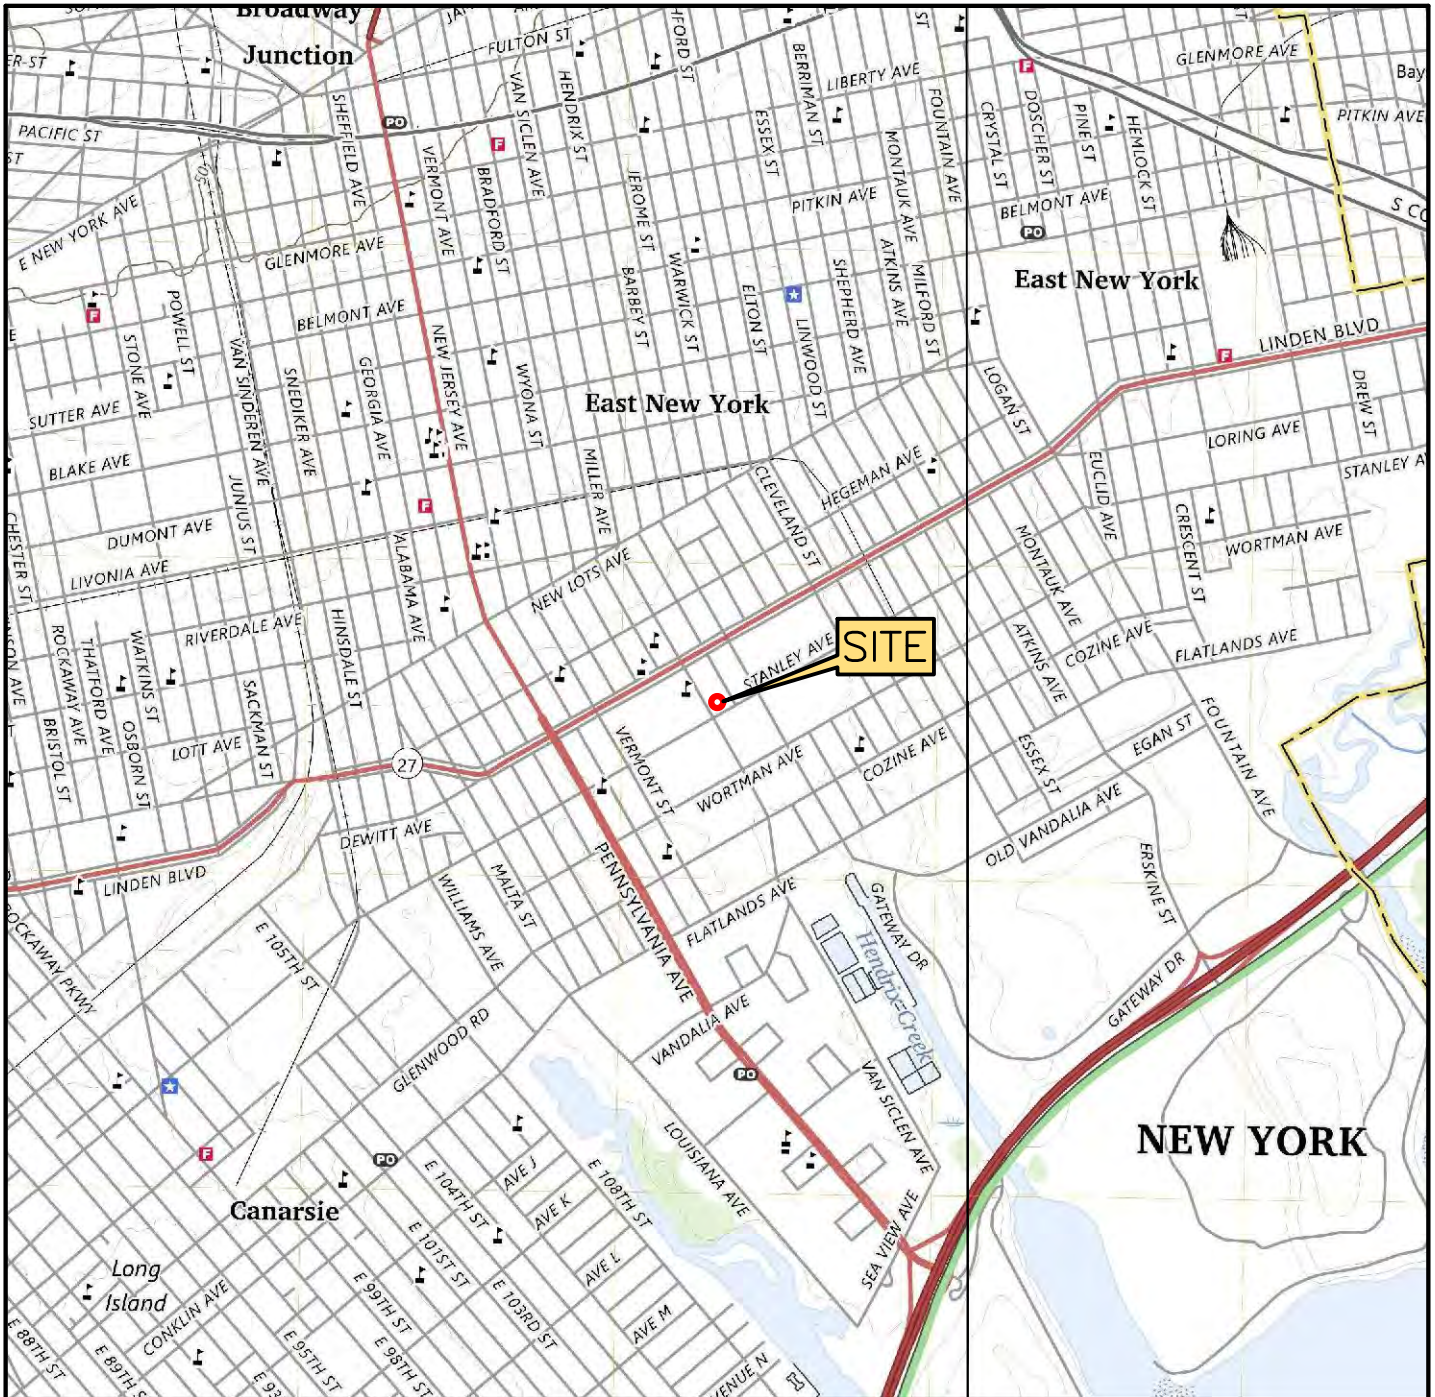 Broadway
Junction
FULTON ST
PACIFIC ST
E NEW YORK AVE
SHEFFIELD AVE
PO
F
VAN SICLEN AVE
HENDRIX ST
VERMONT AVE
BRADFORD ST
BERRIMAN ST
LIBERTY AVE
ESSEX ST
FOUNTAIN AVE
MONTAUK AVE
CRYSTAL ST
F
DOSCHER ST
PINE ST
HEMLOCK ST
GLENMORE AVE
Bay
PITKIN AVE
S CO
BELMONT AVE
PO
East New York
JEROME ST
PITKIN AVE
WARWICK ST
BARBEY ST
ELTON ST
LINWOOD ST
SHEPHERD AVE
ATKINS AVE
MILFORD ST
GLENMORE AVE
BELMONT AVE
F
POWELL ST
STONE AVE
VAN SINDEREN AVE
SNEDIKER AVE
GEORGIA AVE
NEW JERSEY AVE
WYONA ST
East New York
SUTTER AVE
BLAKE AVE
JUNIUS ST
DUMONT AVE
LIVONIA AVE
CHESTER ST
F
MILLER AVE
CLEVELAND ST
HEGEMAN AVE
LOGAN ST
F
LINDEN BLVD
DREW ST
LORING AVE
STANLEY A
EUCLID AVE
CRESCENT ST
WORTMAN AVE
MONTAUK AVE
ATKINS AVE
COZINE AVE
FLATLANDS AVE
ALABAMA AVE
NEW LOTS AVE
RIVERDALE AVE
HINSDALE ST
ROCKAWAY AVE
THATFORD AVE
WATKINS ST
BRISTOL ST
OSBORN ST
SACKMAN ST
LOTT AVE
27
STANLEY AVE
SITE
VERMONT ST
WORTMAN AVE
COZINE AVE
ESSEX ST
EGAN ST
FOUNTAIN AVE
OLD VANDALIA AVE
ERSKINE ST
DEWITT AVE
LINDEN BLVD
MALTA ST
WILLIAMS AVE
PENNSYLVANIA AVE
FLATLANDS AVE
GATEWAY DR
Hendrix Creek
GATEWAY DR
E 105TH ST
GLENWOOD RD
VANDALIA AVE
PO
VAN SICLEN AVE
LOUISIANA AVE
SEA VIEW AVE
NEW YORK
F
PO
Canarsie
E 104TH ST
AVE J
AVE K
E 108TH ST
E 101ST ST
AVE L
E 103RD ST
AVE M
E 99TH ST
E 98TH ST
E 95TH ST
Long
Island
CONKLIN AVE
E 88TH ST
E 89TH S
E 93
VENUE N